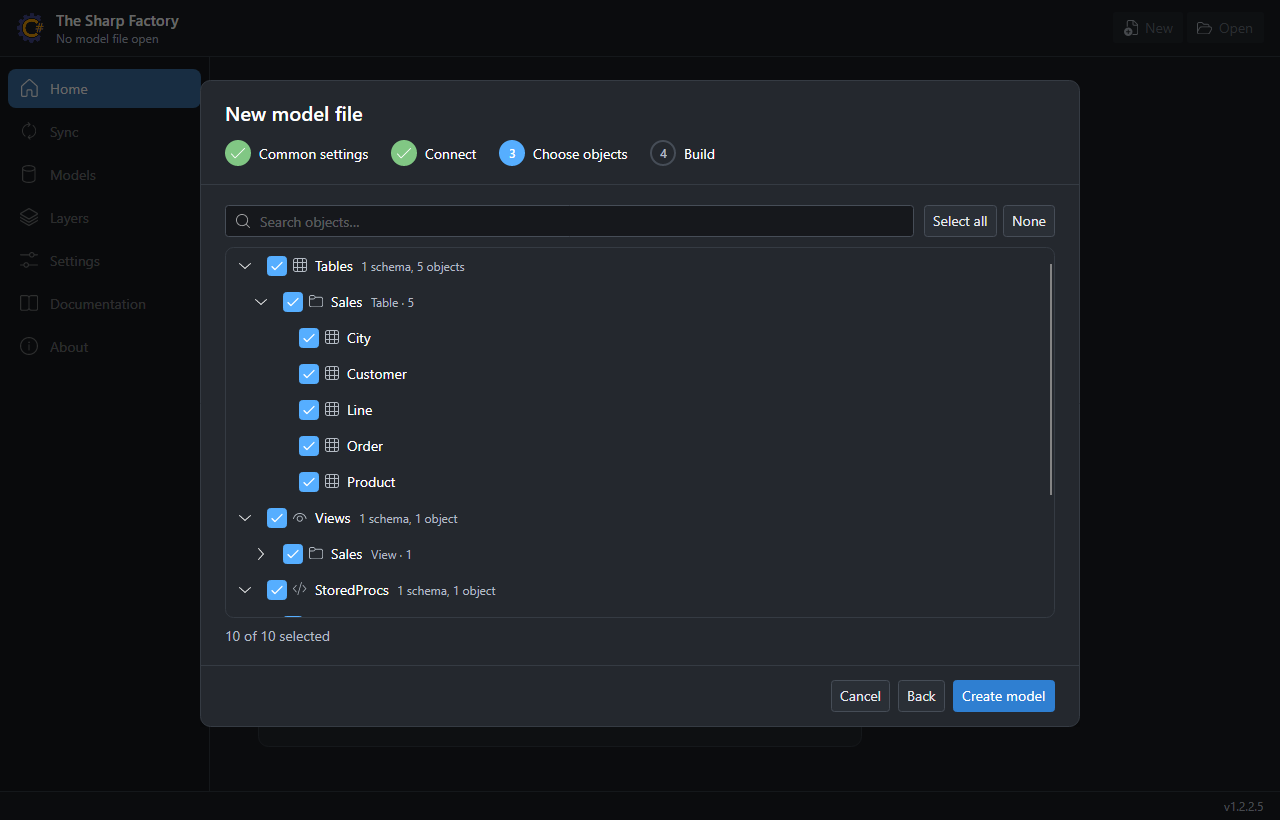 The Sharp Factory
No model file open
New
Open
Home
Sync
Models
Layers
Settings
Documentation
About
New model file
Common settings
Connect
3
Choose objects
4
Build
Search objects...
Select all
None
Tables 1 schema, 5 objects
Sales Table · 5
City
Customer
Line
Order
Product
Views 1 schema, 1 object
Sales View · 1
StoredProcs 1 schema, 1 object
10 of 10 selected
Cancel
Back
Create model
v1.2.2.5